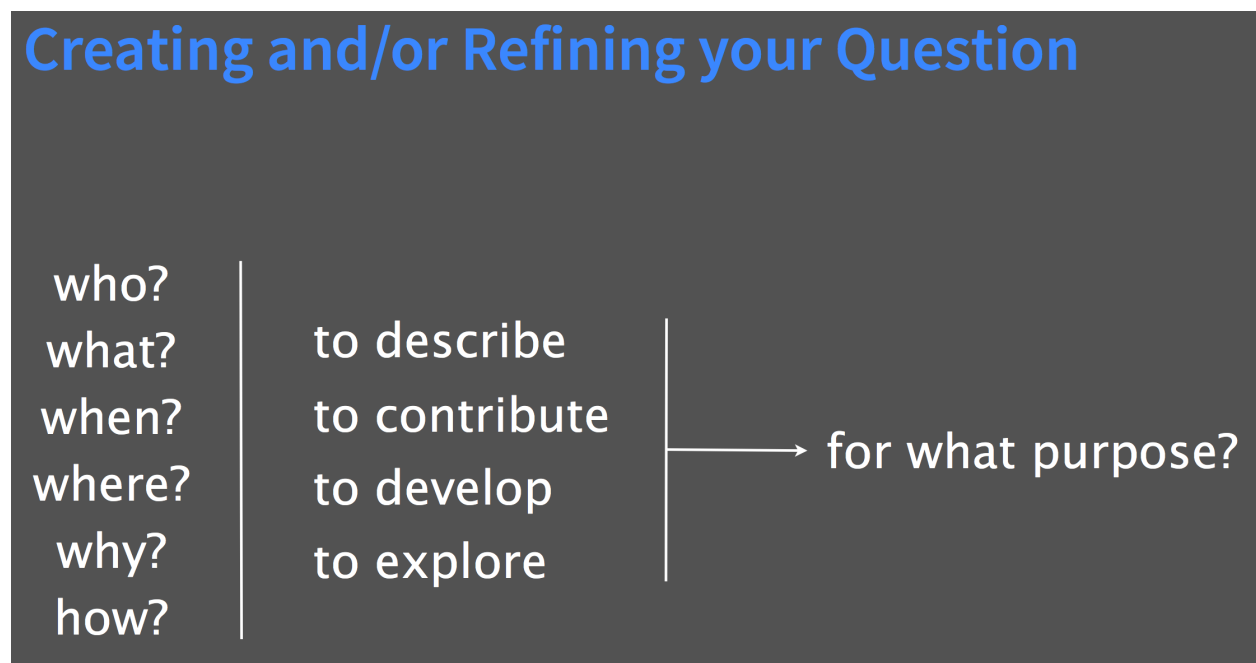 Creating and/or Refining your Question
who?
what?
when?
where?
why?
how?
to describe
to contribute
to develop
to explore
for what purpose?